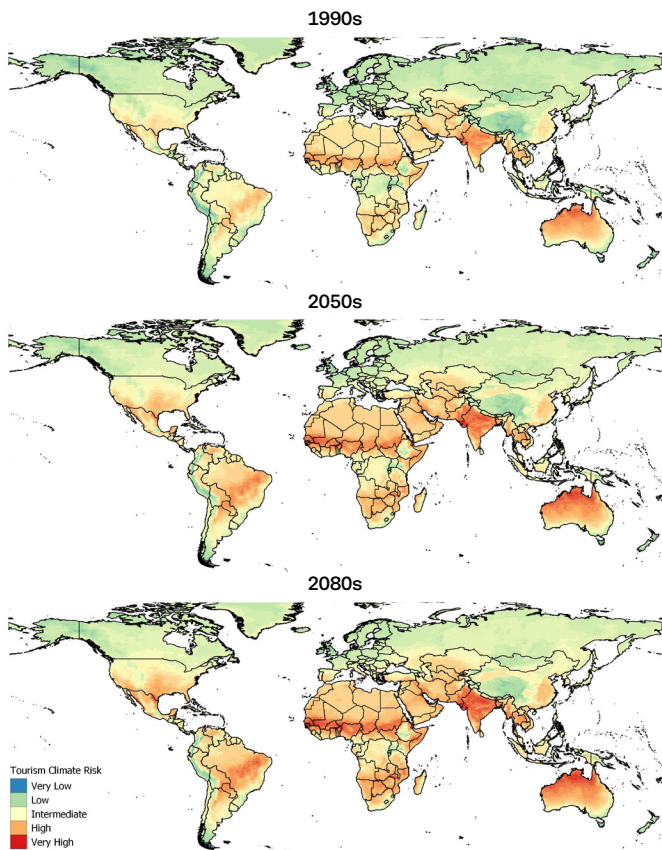 1990s
2050s
2080s
Tourism Climate Risk
Very Low
Low
Intermediate
High
Very High